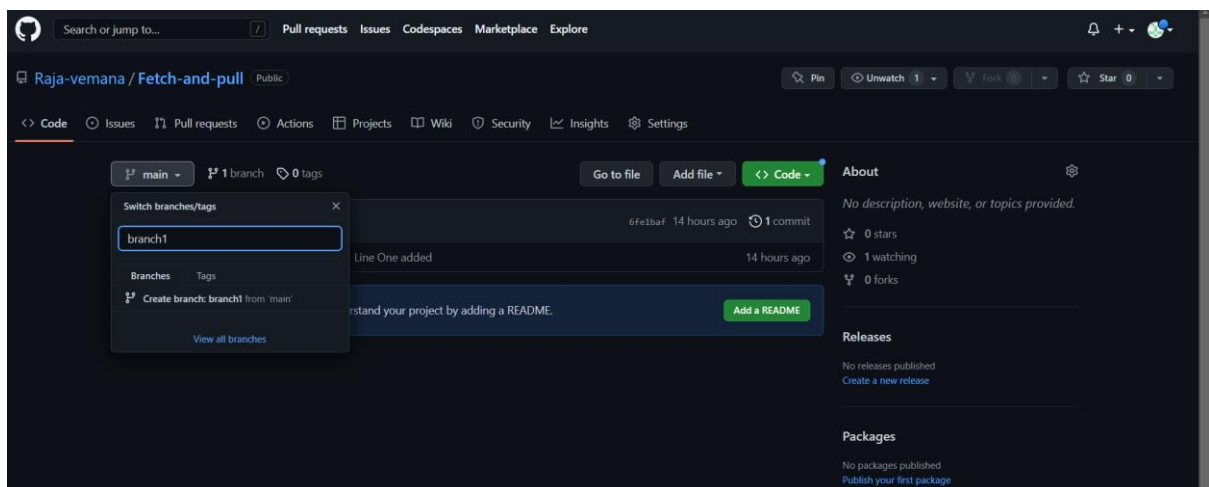 Search or jump to... /
Pull requests Issues Codespaces Marketplace Explore
Raja-vemana / Fetch-and-pull Public
Pin Unwatch 1 Fork 0 Star 0
<> Code Issues Pull requests Actions Projects Wiki Security Insights Settings
main 1 branch 0 tags
Go to file Add file <> Code
Switch branches/tags
branch1
Branches Tags
Create branch: branch1 from 'main'
View all branches
6fe1baf 14 hours ago 1 commit
Line One added 14 hours ago
rstand your project by adding a README. Add a README
About
No description, website, or topics provided.
0 stars
1 watching
0 forks
Releases
No releases published
Create a new release
Packages
No packages published
Publish your first package